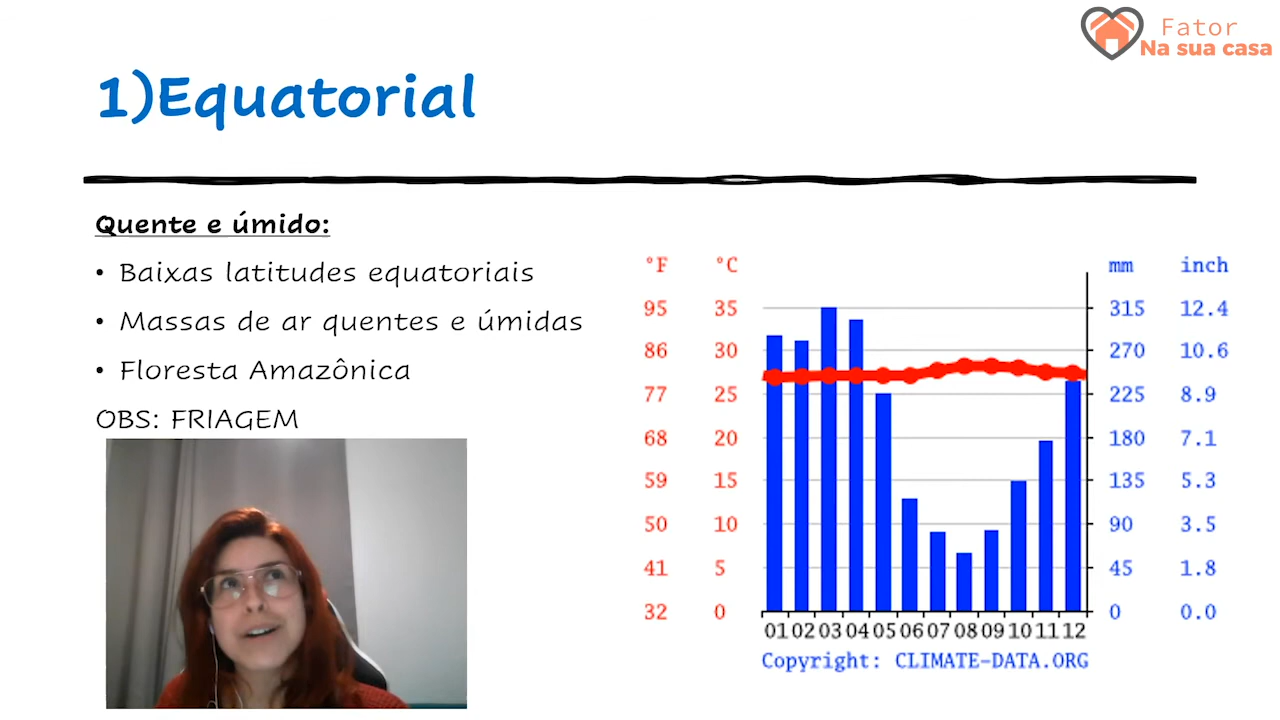 Fator
Na sua casa
1)Equatorial
Quente e úmido:
• Baixas latitudes equatoriais
• Massas de ar quentes e úmidas
• Floresta Amazônica
OBS: FRIAGEM
°F °C mm inch
95 35 315 12.4
86 30 270 10.6
77 25 225 8.9
68 20 180 7.1
59 15 135 5.3
50 10 90 3.5
41 5 45 1.8
32 0 0 0.0
01 02 03 04 05 06 07 08 09 10 11 12
Copyright: CLIMATE-DATA.ORG